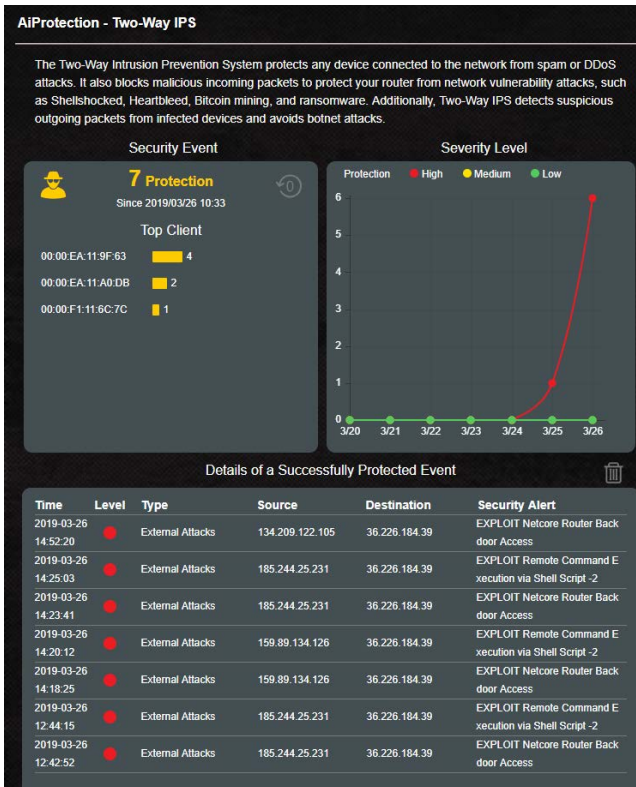 AiProtection - Two-Way IPS
The Two-Way Intrusion Prevention System protects any device connected to the network from spam or DDoS
attacks. It also blocks malicious incoming packets to protect your router from network vulnerability attacks, such
as Shellshocked, Heartbleed, Bitcoin mining, and ransomware. Additionally, Two-Way IPS detects suspicious
outgoing packets from infected devices and avoids botnet attacks.
Security Event
7 Protection
0
Since 2019/03/26 10:33
Top Client
00:00:EA:11:9F:63 4
00:00:EA:11:A0:DB 2
00:00:F1:11:6C:7C 1
Severity Level
Protection High Medium Low
6
5
4
3
2
1
0
3/20 3/21 3/22 3/23 3/24 3/25 3/26
Details of a Successfully Protected Event
Time Level Type Source Destination Security Alert
2019-03-26
14:52:20 External Attacks 134.209.122.105 36.226.184.39 EXPLOIT Netcore Router Back
door Access
2019-03-26
14:25:03 External Attacks 185.244.25.231 36.226.184.39 EXPLOIT Remote Command E
xecution via Shell Script -2
2019-03-26
14:23:41 External Attacks 185.244.25.231 36.226.184.39 EXPLOIT Netcore Router Back
door Access
2019-03-26
14:20:12 External Attacks 159.89.134.126 36.226.184.39 EXPLOIT Remote Command E
xecution via Shell Script -2
2019-03-26
14:18:25 External Attacks 159.89.134.126 36.226.184.39 EXPLOIT Netcore Router Back
door Access
2019-03-26
12:44:15 External Attacks 185.244.25.231 36.226.184.39 EXPLOIT Remote Command E
xecution via Shell Script -2
2019-03-26
12:42:52 External Attacks 185.244.25.231 36.226.184.39 EXPLOIT Netcore Router Back
door Access